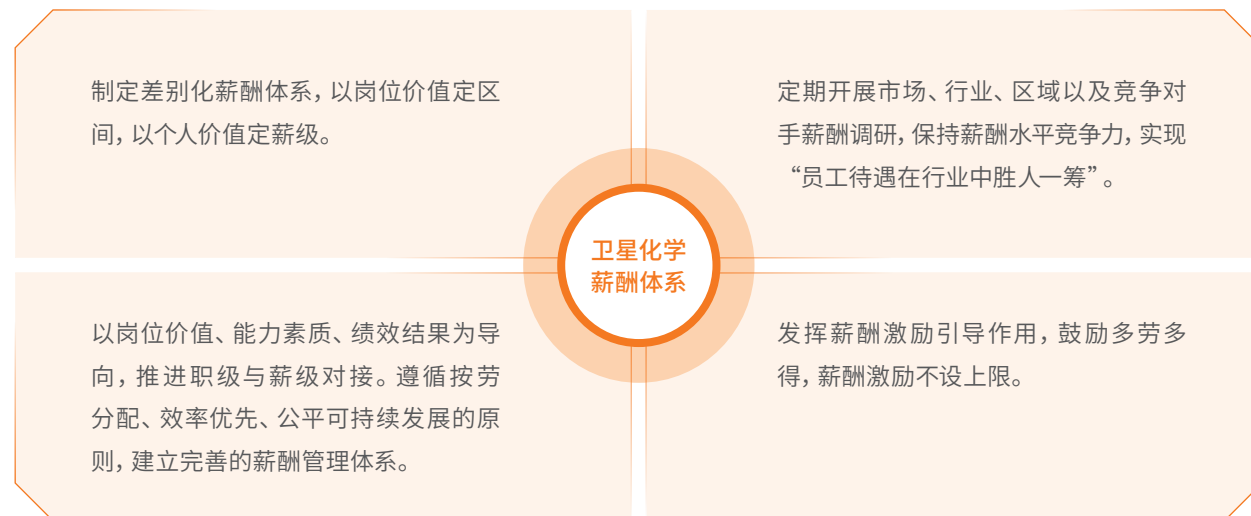 制定差别化薪酬体系，以岗位价值定区
间，以个人价值定薪级。
定期开展市场、行业、区域以及竞争对
手薪酬调研，保持薪酬水平竞争力，实现
“员工待遇在行业中胜人一筹”。
卫星化学
薪酬体系
以岗位价值、能力素质、绩效结果为导
向，推进职级与薪级对接。遵循按劳
分配、效率优先、公平可持续发展的原
则，建立完善的薪酬管理体系。
发挥薪酬激励引导作用，鼓励多劳多
得，薪酬激励不设上限。